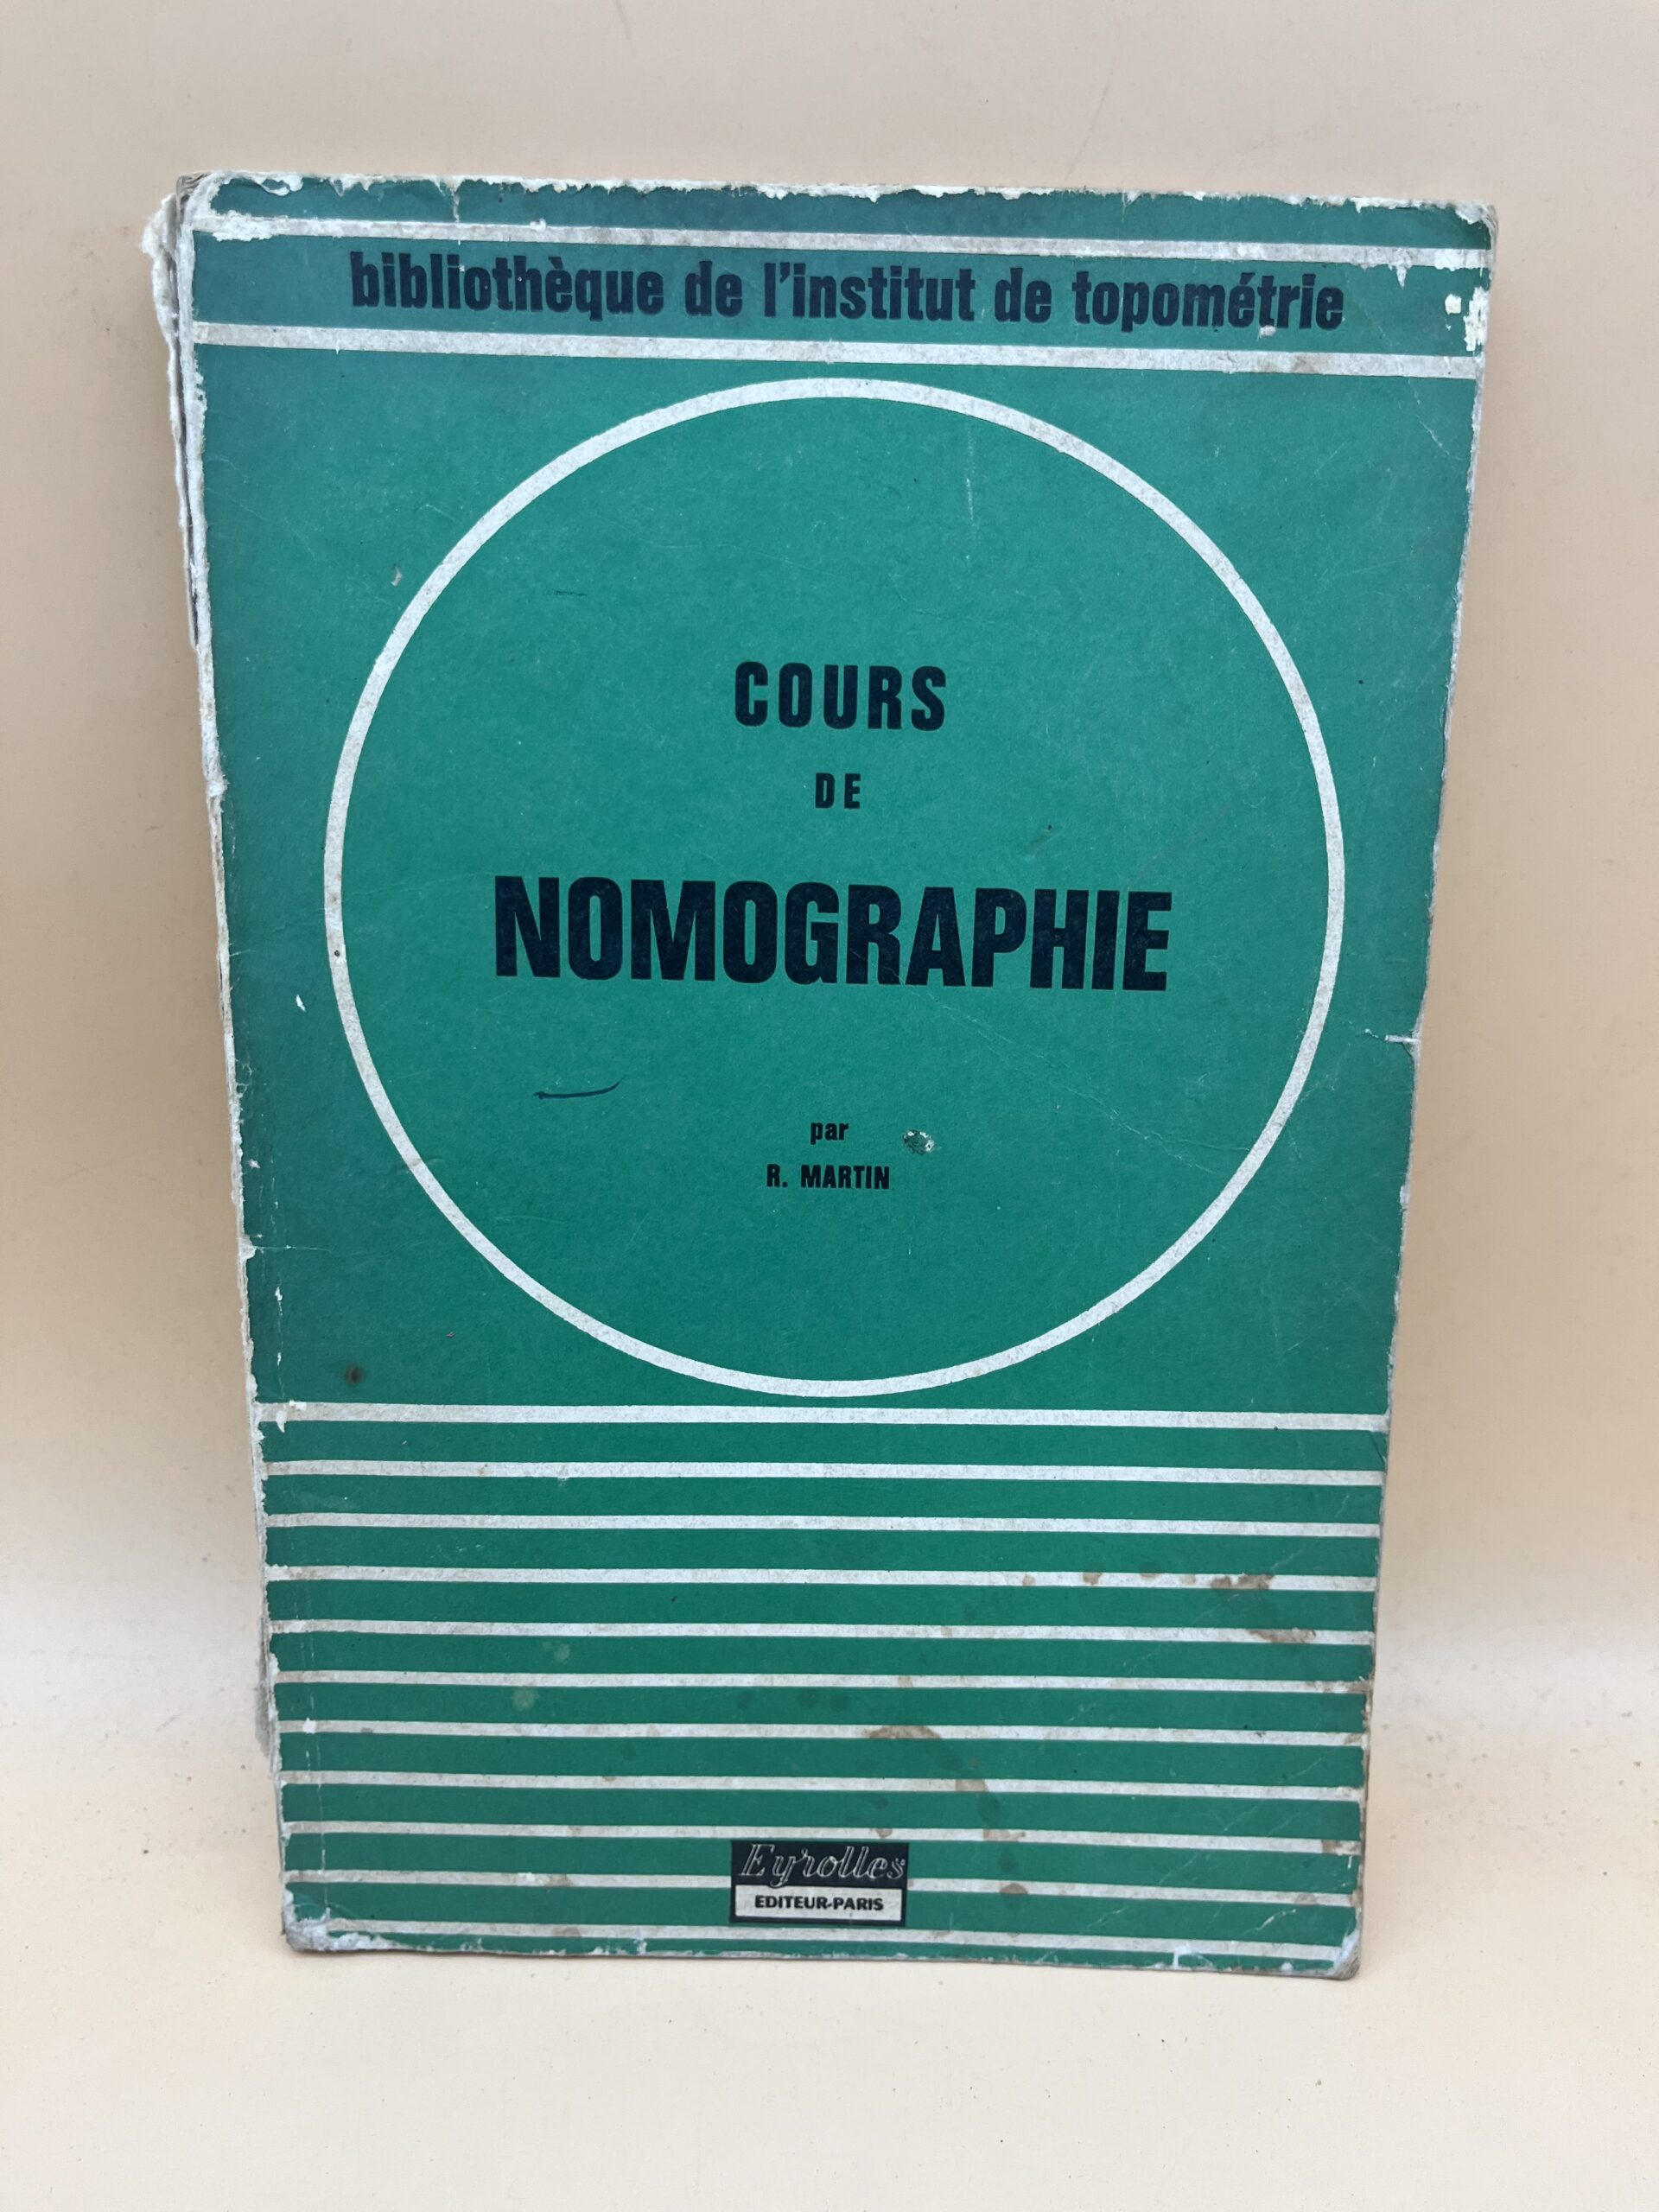 bibliothèque de l'institut de topométrie
COURS
DE
NOMOGRAPHIE
par
R. MARTIN
Eyrolles
EDITEUR-PARIS